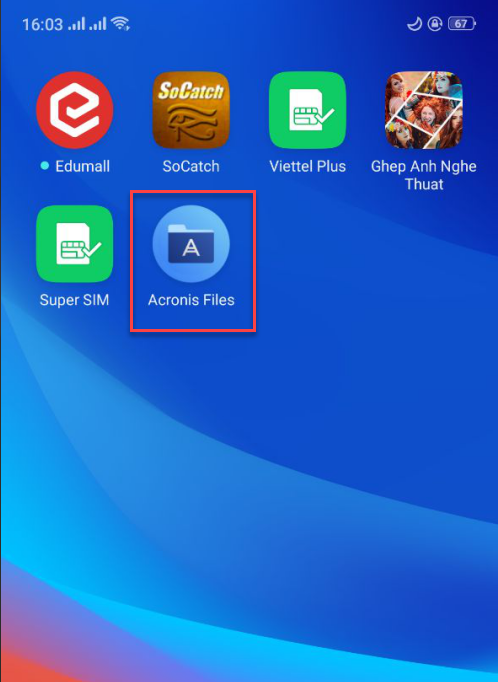 16:03
67
SoCatch
Edumall
SoCatch
Viettel Plus
Ghep Anh Nghe
Thuat
Super SIM
Acronis Files